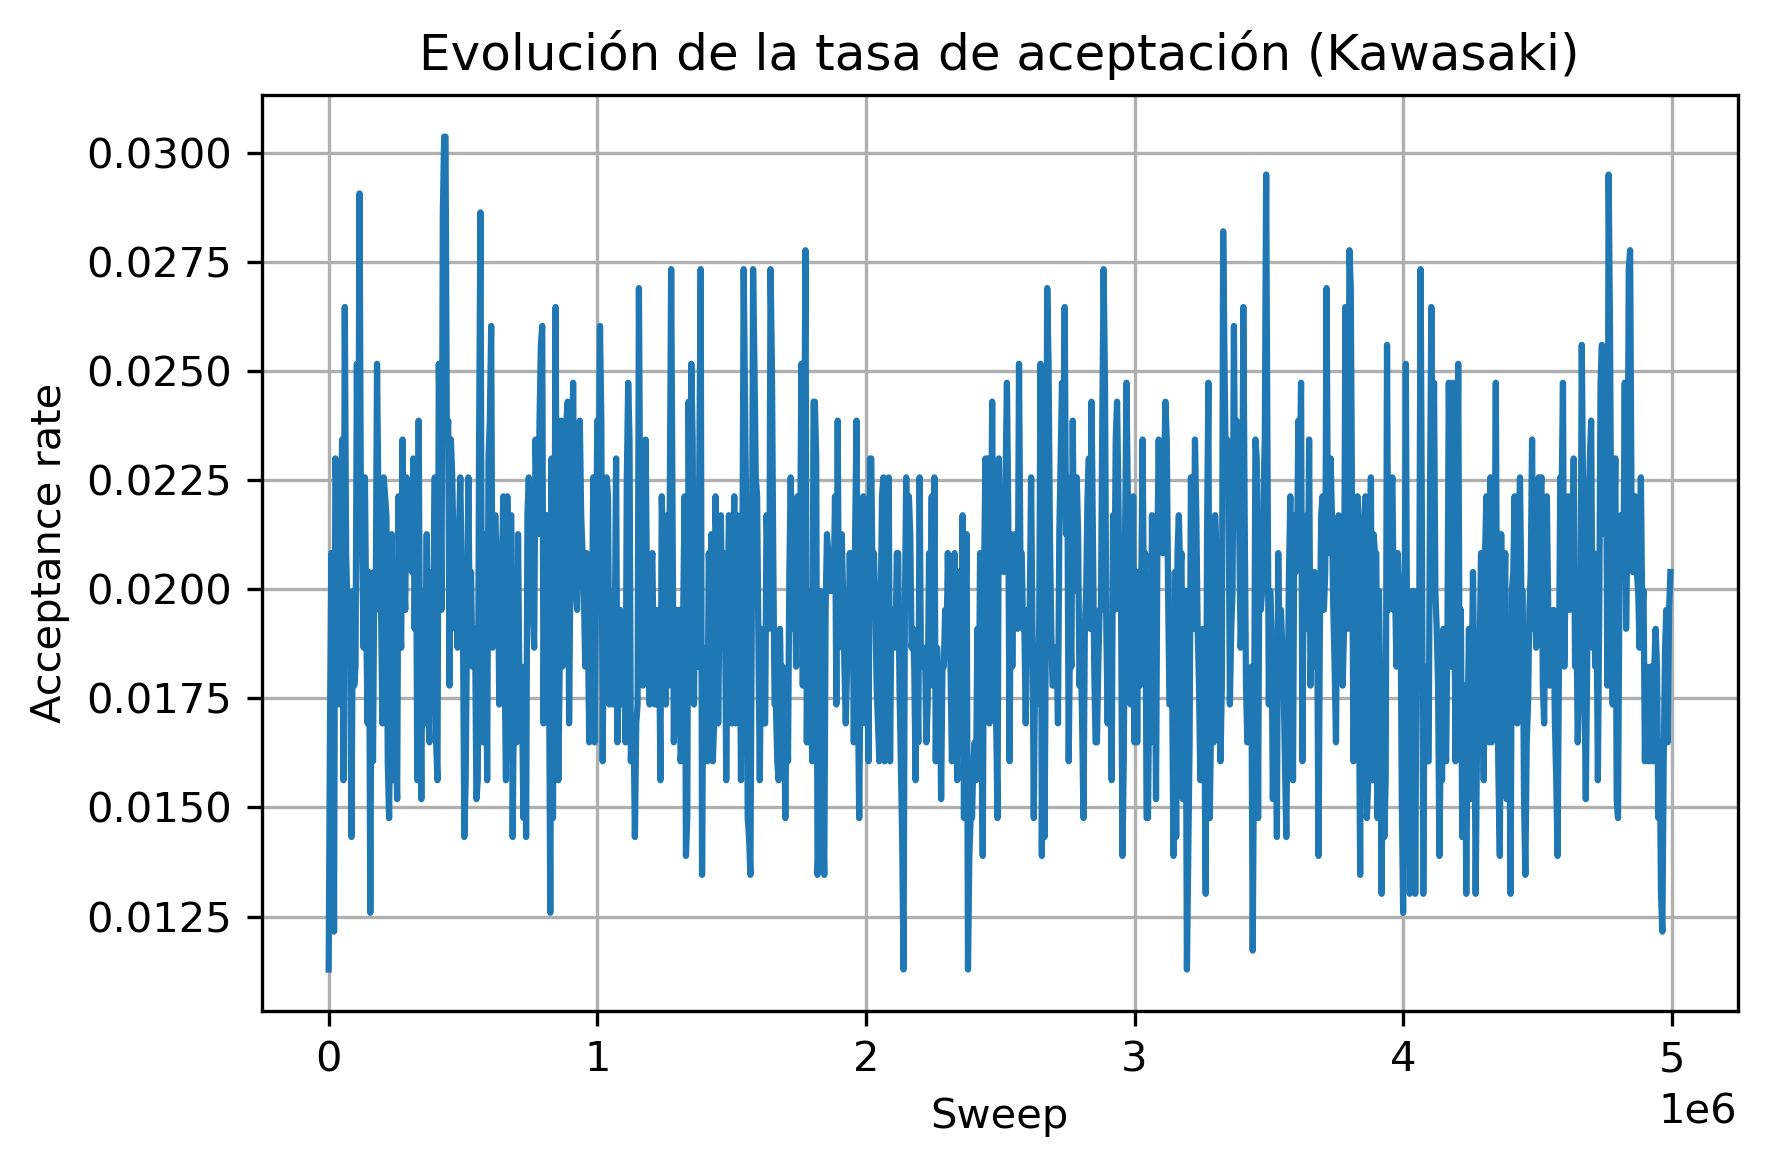 Evolución de la tasa de aceptación (Kawasaki)
Acceptance rate
0.0300
0.0275
0.0250
0.0225
0.0200
0.0175
0.0150
0.0125
0 1 2 3 4 5
1e6
Sweep